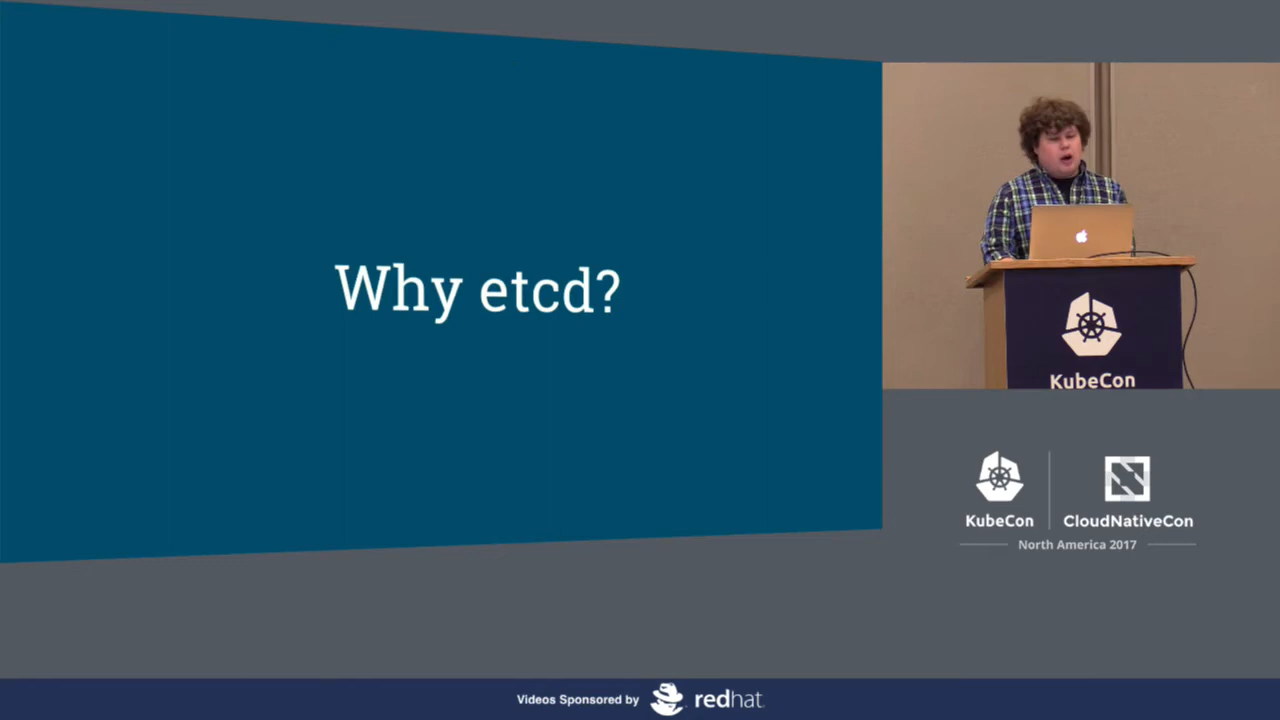 Why etcd?
KubeCon
KubeCon
CloudNativeCon
North America 2017
Videos Sponsored by
redhat